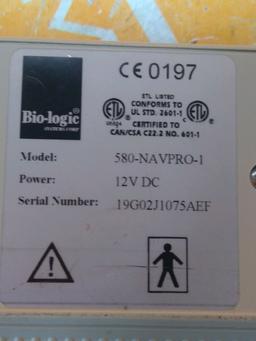 Bio-logic®
SYSTEMS CORP
CE 0197
ETL LISTED
CONFORMS TO
UL STD. 2601-1
CERTIFIED TO
CAN/CSA C22.2 NO. 601-1
Model: 580-NAVPRO-1
Power: 12V DC
Serial Number: 19G02J1075AEF